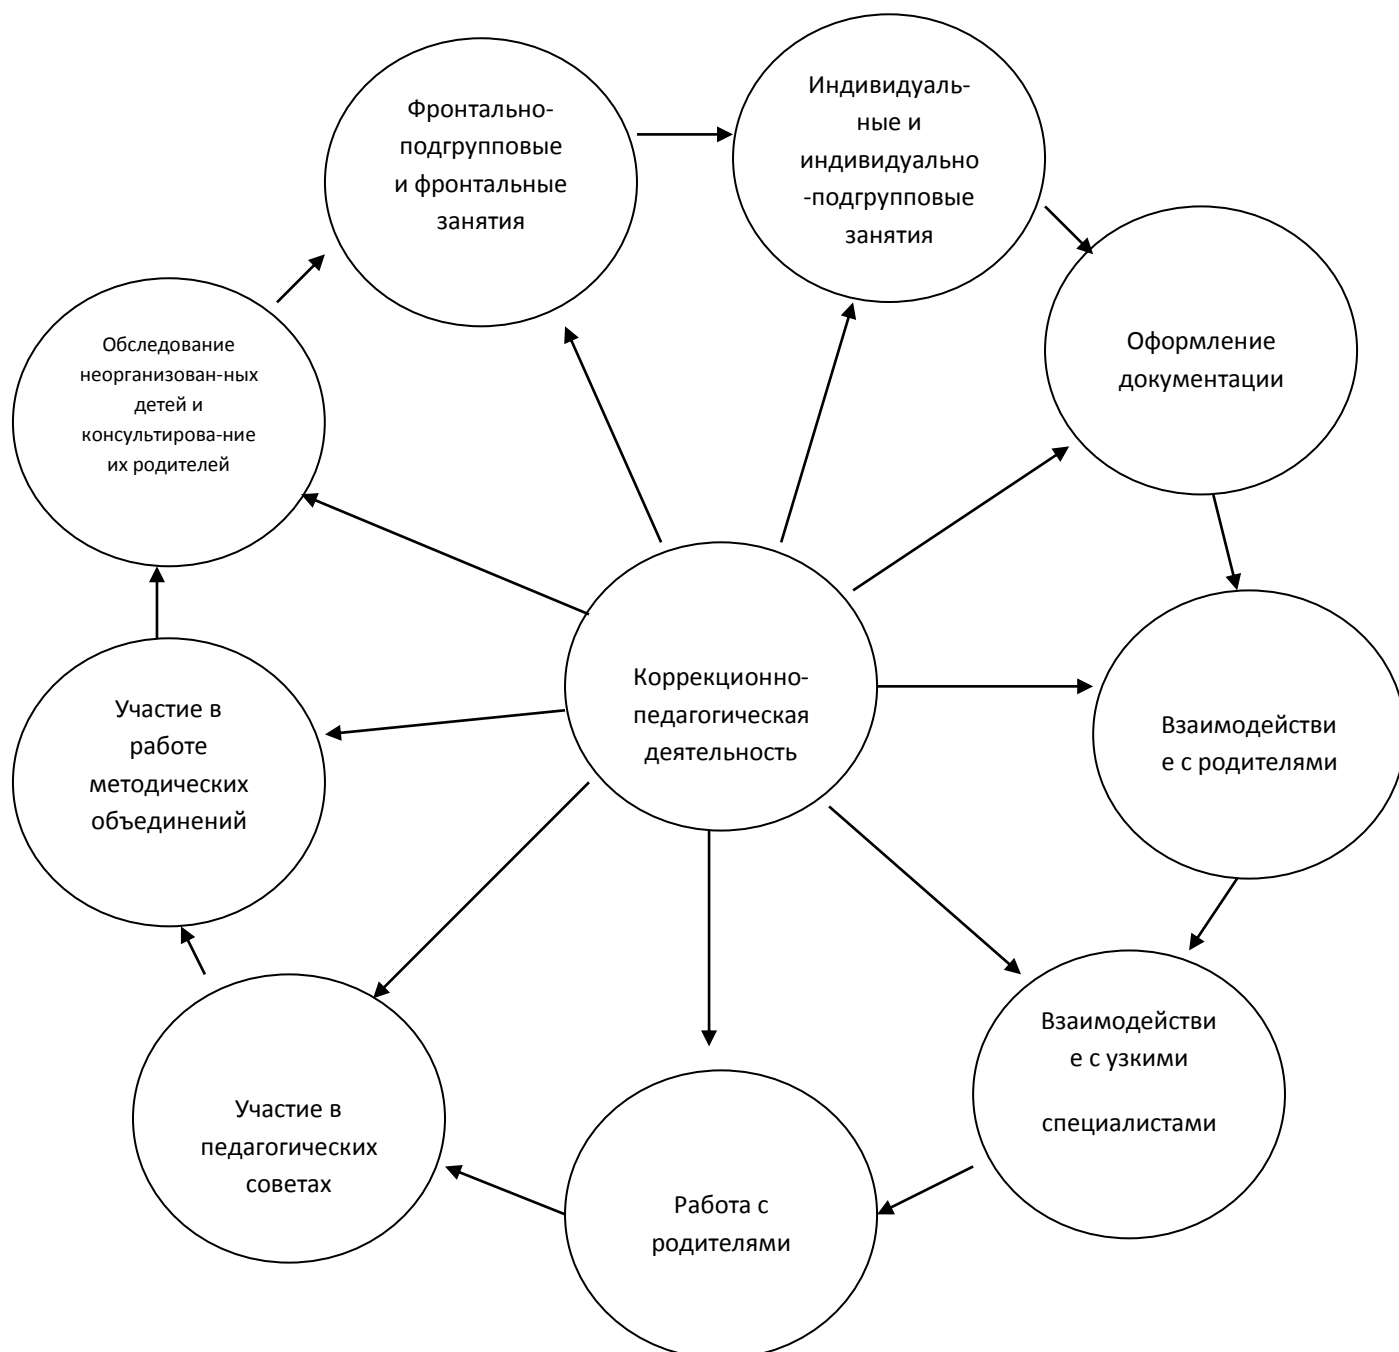 Фронтально-
подгрупповые
и фронтальные
занятия
Индивидуаль-
ные и
индивидуально
-подгрупповые
занятия
Обследование
неорганизован-ных
детей и
консультирова-ние
их родителей
Оформление
документации
Коррекционно-
педагогическая
деятельность
Участие в
работе
методических
объединений
Взаимодействи
е с родителями
Взаимодействи
е с узкими
специалистами
Участие в
педагогических
советах
Работа с
родителями